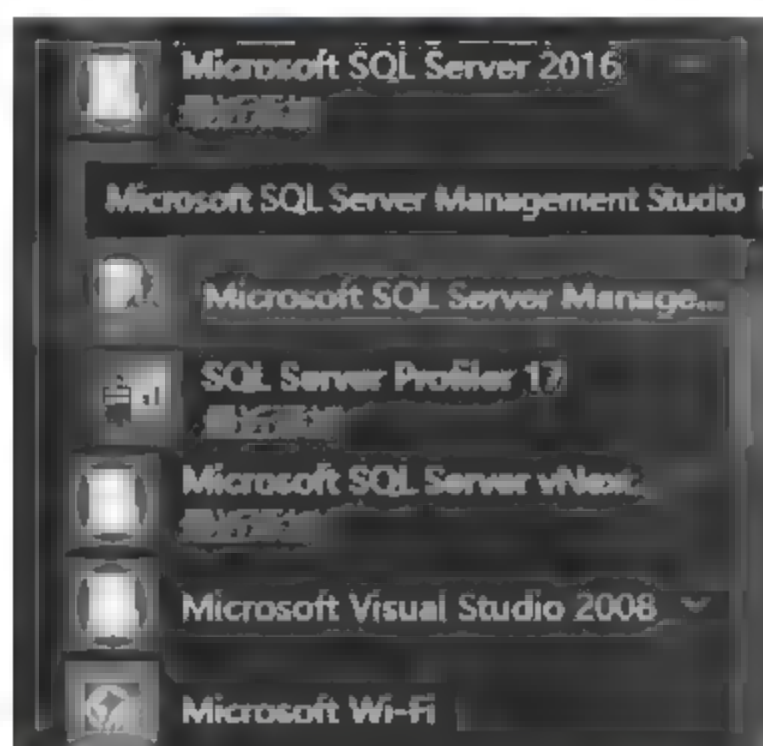 Microsoft SQL Server 2016
Microsoft SQL Server Management Studio 1
Microsoft SQL Server Manage...
SQL Server Profiler 17
Microsoft SQL Server vNext
Microsoft Visual Studio 2008
Microsoft Wi-Fi